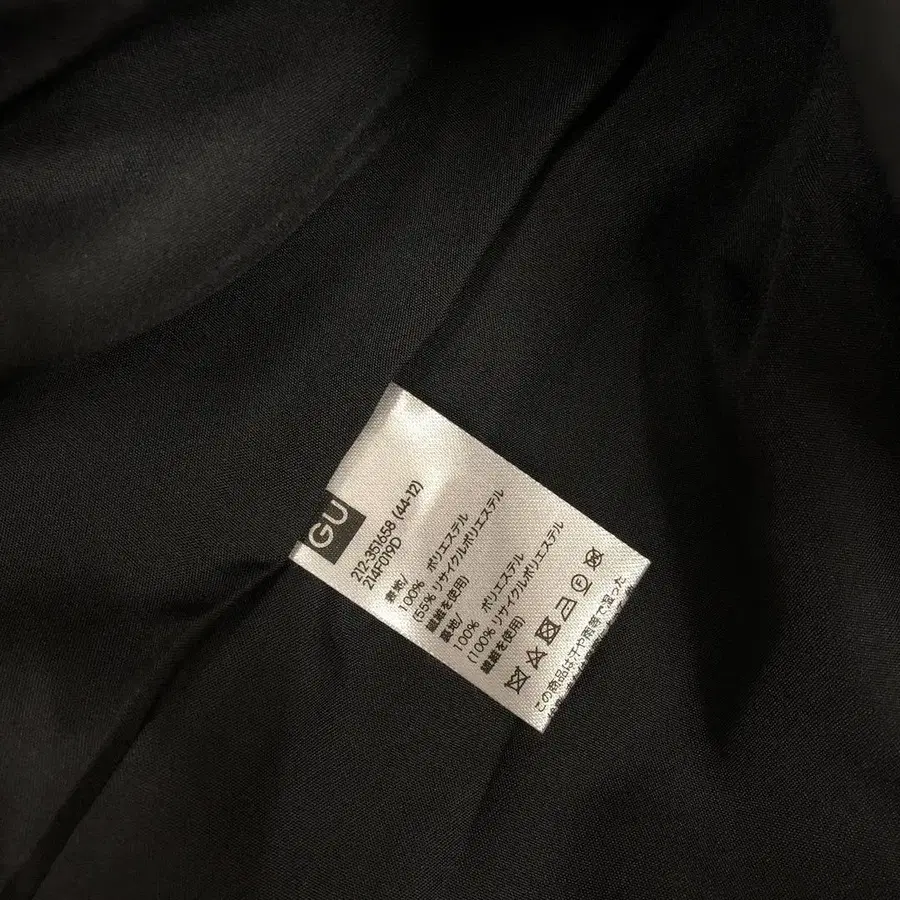 GU
212-351658 (44-12)
214F019D
表地/
100% ポリエステル
(55% リサイクルポリエステル
繊維を使用)
裏地/
100% ポリエステル
(100% リサイクルポリエステル
繊維を使用)
この商品は汗や雨等で湿った